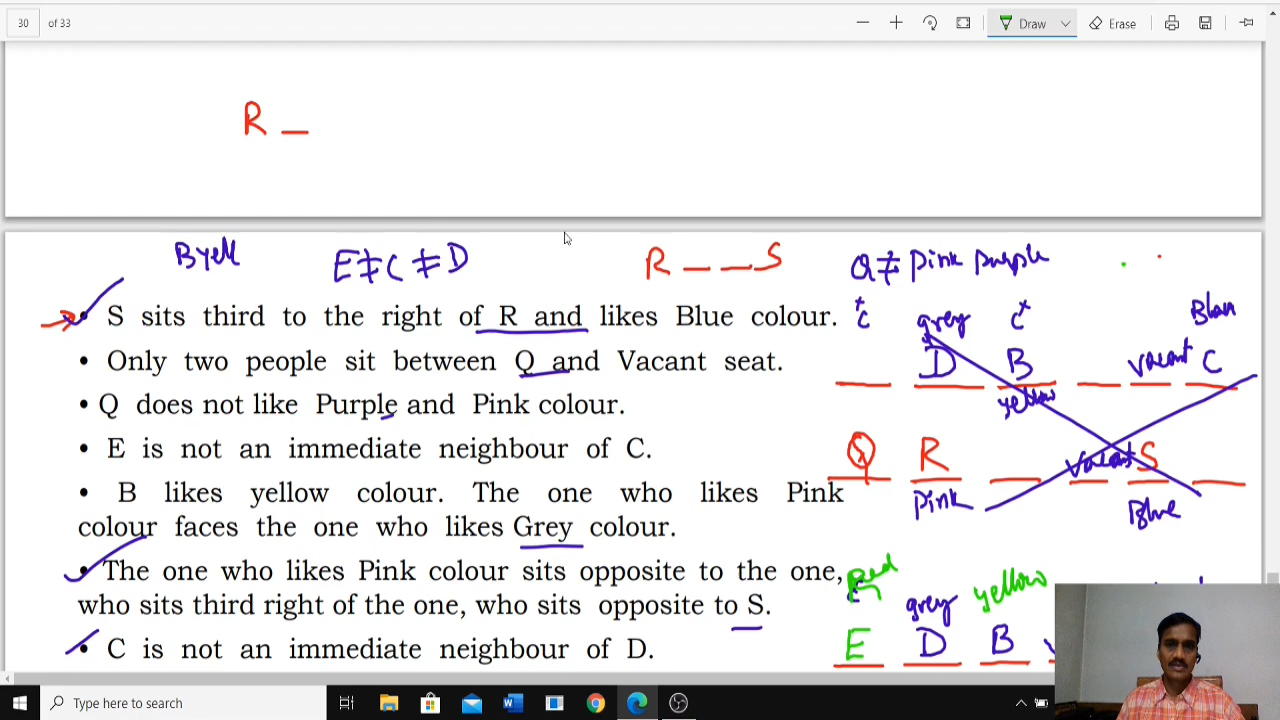 30 of 33
Draw
Erase
R _
Byell E≠C≠D R _ _ S Q≠ Pink Purple
• S sits third to the right of R and likes Blue colour.
• Only two people sit between Q and Vacant seat.
• Q does not like Purple and Pink colour.
• E is not an immediate neighbour of C.
• B likes yellow colour. The one who likes Pink
colour faces the one who likes Grey colour.
• The one who likes Pink colour sits opposite to the one,
who sits third right of the one, who sits opposite to S.
• C is not an immediate neighbour of D.
C grey C
D B vacant C
yellow
Q R vacant S
Pink Blue
Red grey yellow
E D B
Type here to search